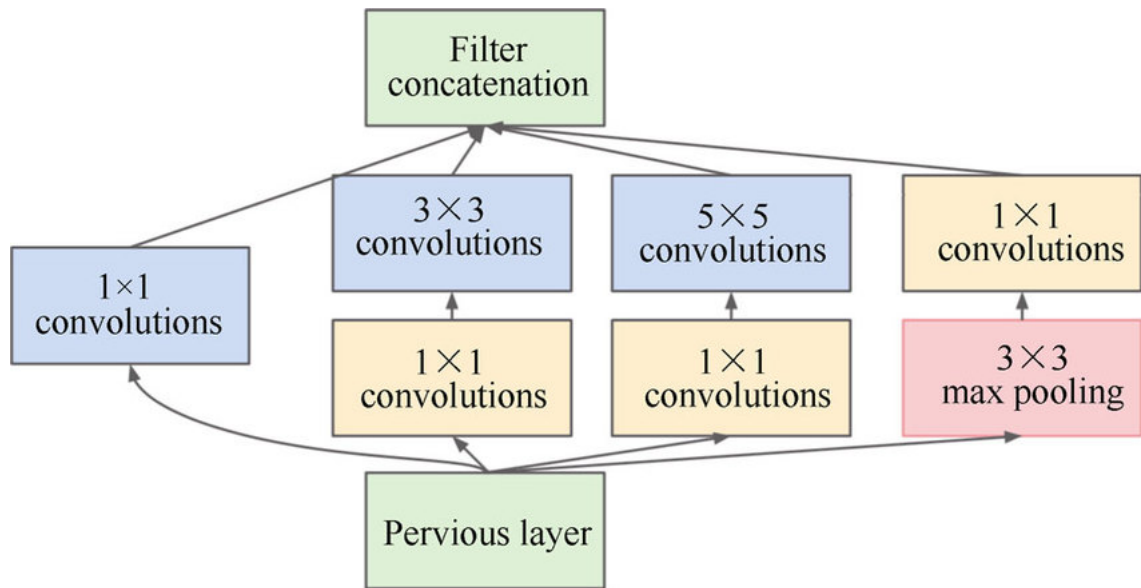 Filter
concatenation
3×3
convolutions
5×5
convolutions
1×1
convolutions
1×1
convolutions
1×1
convolutions
1×1
convolutions
3×3
max pooling
Pervious layer